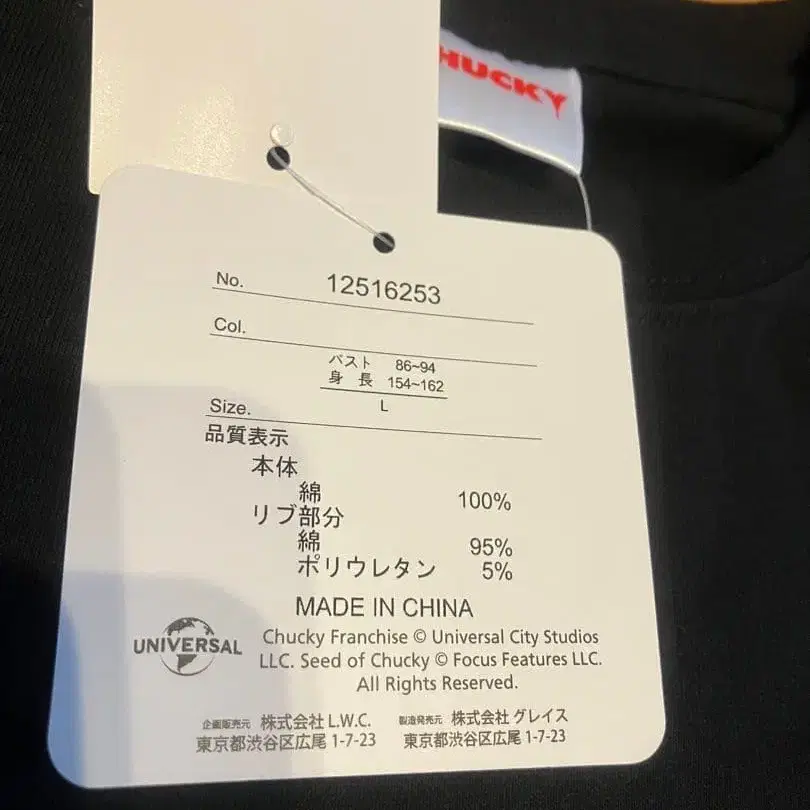 HUCKY
No. 12516253
Col.
バスト 86~94
身 長 154~162
Size. L
品質表示
本体
綿 100%
リブ部分
綿 95%
ポリウレタン 5%
MADE IN CHINA
UNIVERSAL
Chucky Franchise © Universal City Studios
LLC. Seed of Chucky © Focus Features LLC.
All Rights Reserved.
企画販売元 株式会社 L.W.C.
東京都渋谷区広尾 1-7-23
製造発売元 株式会社 グレイス
東京都渋谷区広尾 1-7-23